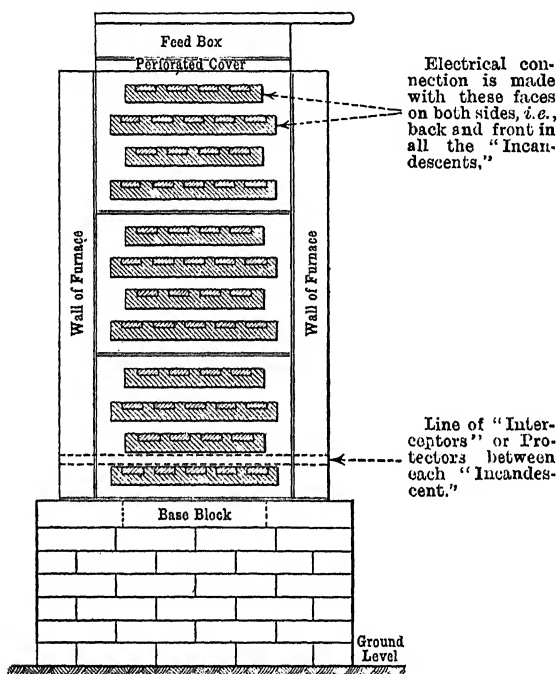 Feed Box
Perforated Cover
Electrical con-
nection is made
with these faces
on both sides, i.e.,
back and front in
all the "Incan-
descents,"
Wall of Furnace
Wall of Furnace
Line of "Inter-
ceptors" or Pro-
tectors between
each "Incandes-
cent."
Base Block
Ground
Level